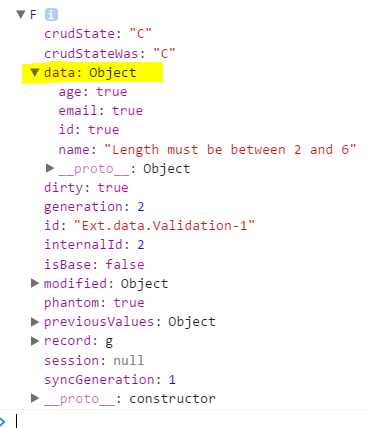 ▼ F i
crudState: "C"
crudStateWas: "C"
▼ data: Object
age: true
email: true
id: true
name: "Length must be between 2 and 6"
▶ __proto__: Object
dirty: true
generation: 2
id: "Ext.data.Validation-1"
internalId: 2
isBase: false
▶ modified: Object
phantom: true
▶ previousValues: Object
▶ record: g
session: null
syncGeneration: 1
▶ __proto__: constructor
>